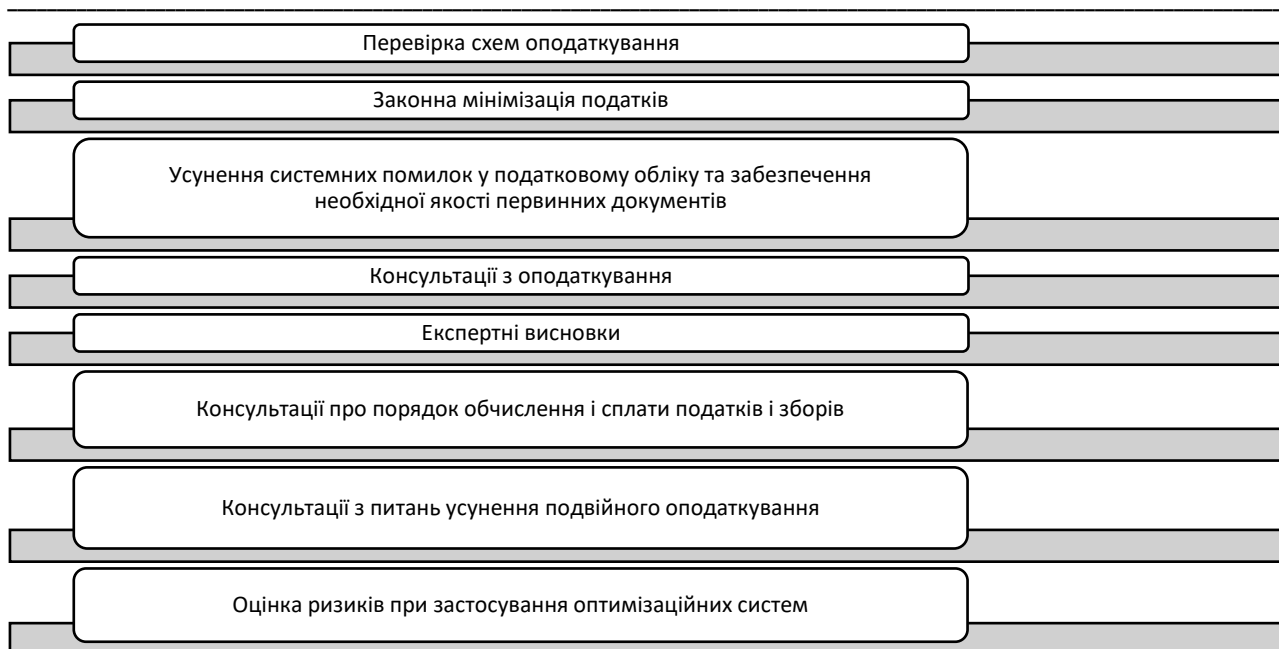 Перевірка схем оподаткування
Законна мінімізація податків
Усунення системних помилок у податковому обліку та забезпечення
необхідної якості первинних документів
Консультації з оподаткування
Експертні висновки
Консультації про порядок обчислення і сплати податків і зборів
Консультації з питань усунення подвійного оподаткування
Оцінка ризиків при застосування оптимізаційних систем